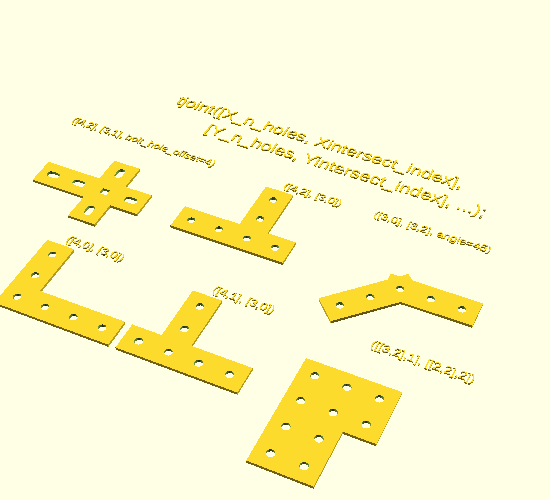 tjoint([X_n_holes, Xintersect_index],
[Y_n_holes, Yintersect_index], ...);
([4,2], [3,1], bolt_hole_offset=4)
([4,2], [3,0])
([3,0], [3,2], angle=45)
([4,0], [3,0])
([4,1], [3,0])
([[3,2],1], [[2,2],2])